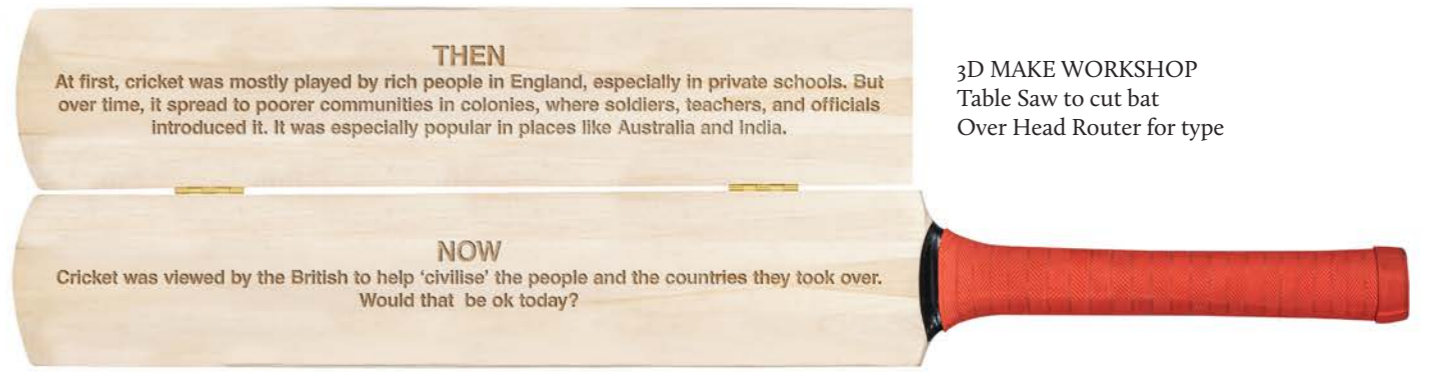 THEN
At first, cricket was mostly played by rich people in England, especially in private schools. But
over time, it spread to poorer communities in colonies, where soldiers, teachers, and officials
introduced it. It was especially popular in places like Australia and India.
3D MAKE WORKSHOP
Table Saw to cut bat
Over Head Router for type
NOW
Cricket was viewed by the British to help ‘civilise’ the people and the countries they took over.
Would that  be ok today?